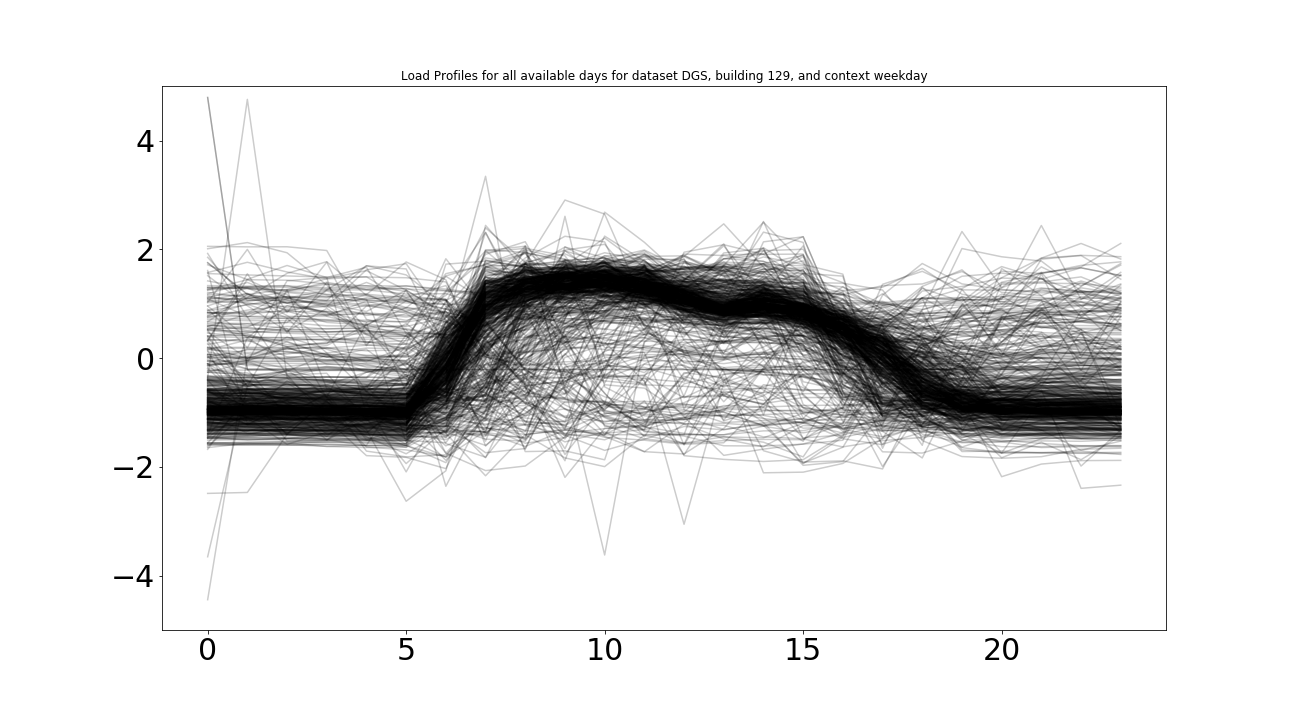 Load Profiles for all available days for dataset DGS, building 129, and context weekday
4
2
0
−2
−4
0 5 10 15 20